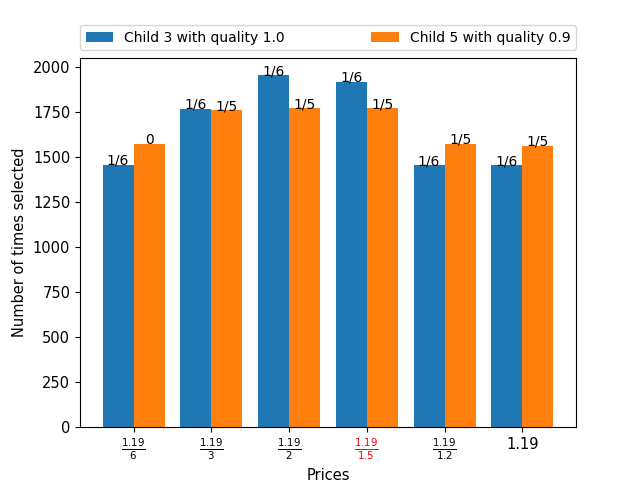 Child 3 with quality 1.0 Child 5 with quality 0.9
2000
1750
1500
1250
1000
750
500
250
0
Number of times selected
1/6 0 1/6 1/5 1/6 1/5 1/6 1/5 1/6 1/5 1/6 1/5
1.19/6 1.19/3 1.19/2 1.19/1.5 1.19/1.2 1.19
Prices